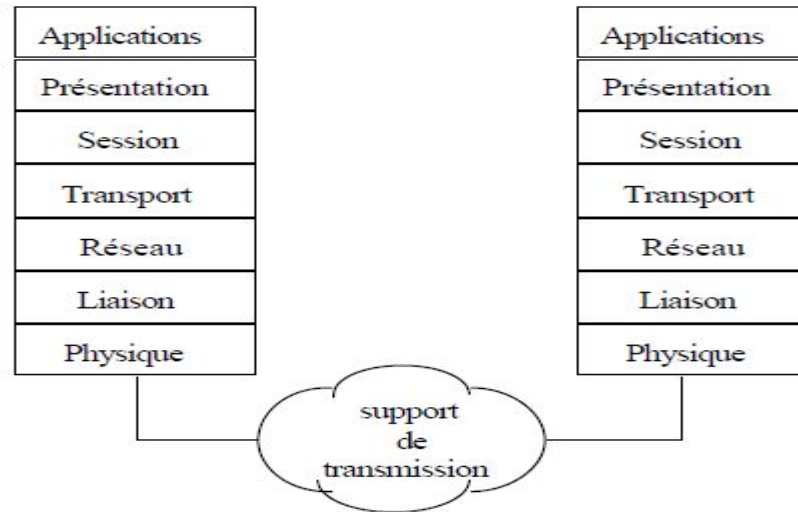 Applications
Présentation
Session
Transport
Réseau
Liaison
Physique
Applications
Présentation
Session
Transport
Réseau
Liaison
Physique
support
de
transmission